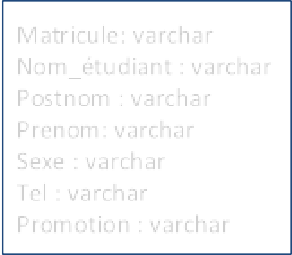 Matricule: varchar
Nom_étudiant : varchar
Postnom : varchar
Prenom: varchar
Sexe : varchar
Tel : varchar
Promotion : varchar